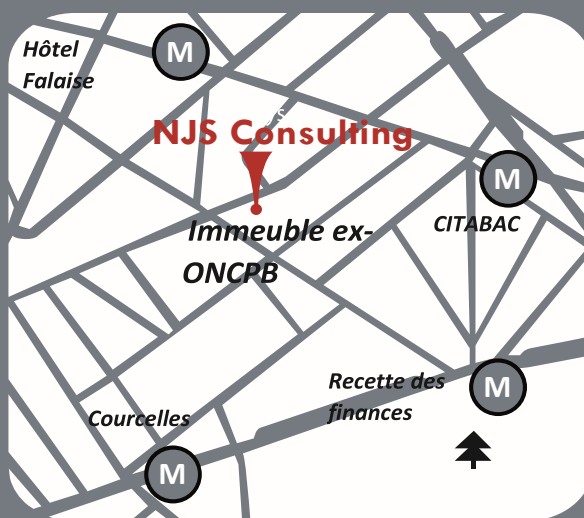 M
Hôtel
Falaise
NJS Consulting
M
Immeuble ex-
ONCPB
CITABAC
Recette des
finances
M
Courcelles
M